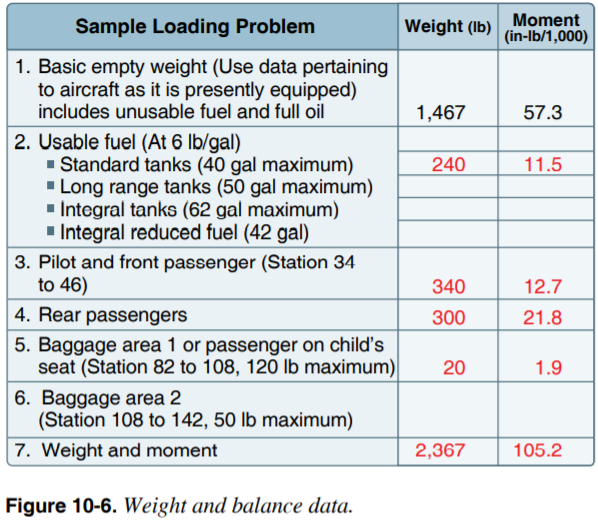 Sample Loading Problem
Weight (lb)
Moment
(in-lb/1,000)
1. Basic empty weight (Use data pertaining
to aircraft as it is presently equipped)
includes unusable fuel and full oil
1,467
57.3
2. Usable fuel (At 6 lb/gal)
▪ Standard tanks (40 gal maximum)
240
11.5
▪ Long range tanks (50 gal maximum)
▪ Integral tanks (62 gal maximum)
▪ Integral reduced fuel (42 gal)
3. Pilot and front passenger (Station 34
to 46)
340
12.7
4. Rear passengers
300
21.8
5. Baggage area 1 or passenger on child's
seat (Station 82 to 108, 120 lb maximum)
20
1.9
6. Baggage area 2
(Station 108 to 142, 50 lb maximum)
7. Weight and moment
2,367
105.2
Figure 10-6. Weight and balance data.